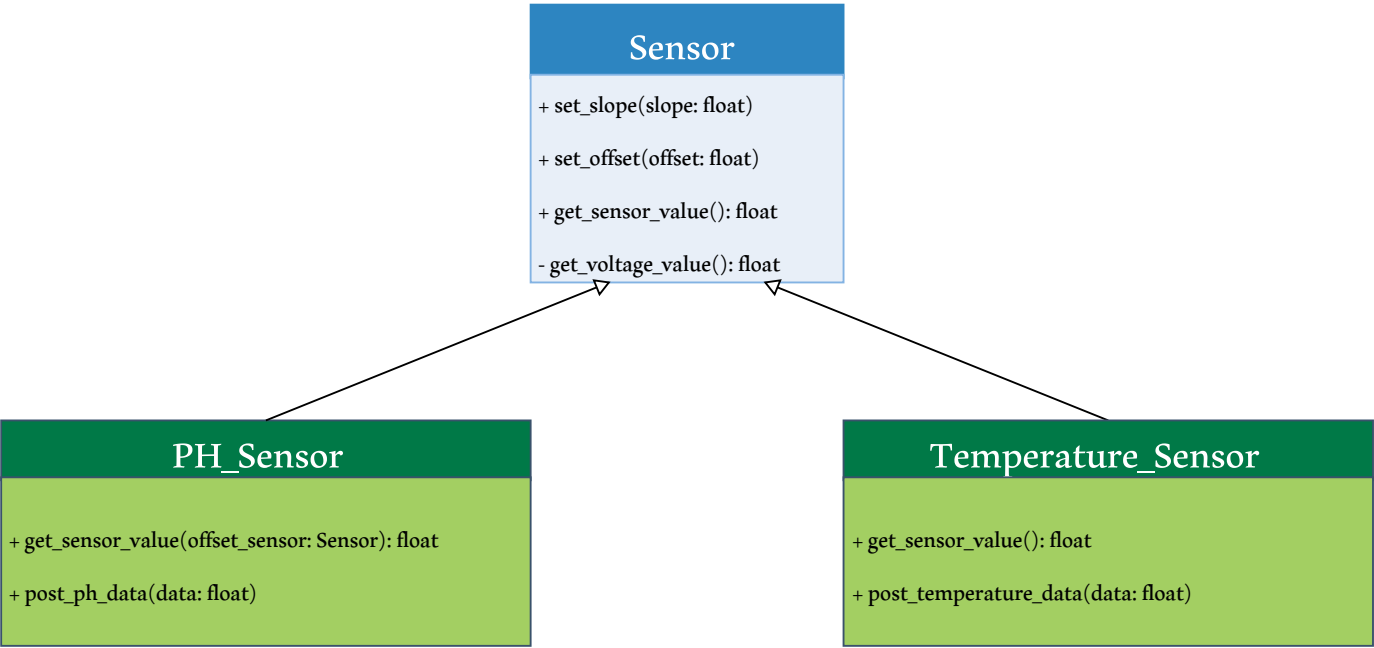 Sensor
+ set_slope(slope: float)
+ set_offset(offset: float)
+ get_sensor_value(): float
- get_voltage_value(): float
PH_Sensor
+ get_sensor_value(offset_sensor: Sensor): float
+ post_ph_data(data: float)
Temperature_Sensor
+ get_sensor_value(): float
+ post_temperature_data(data: float)